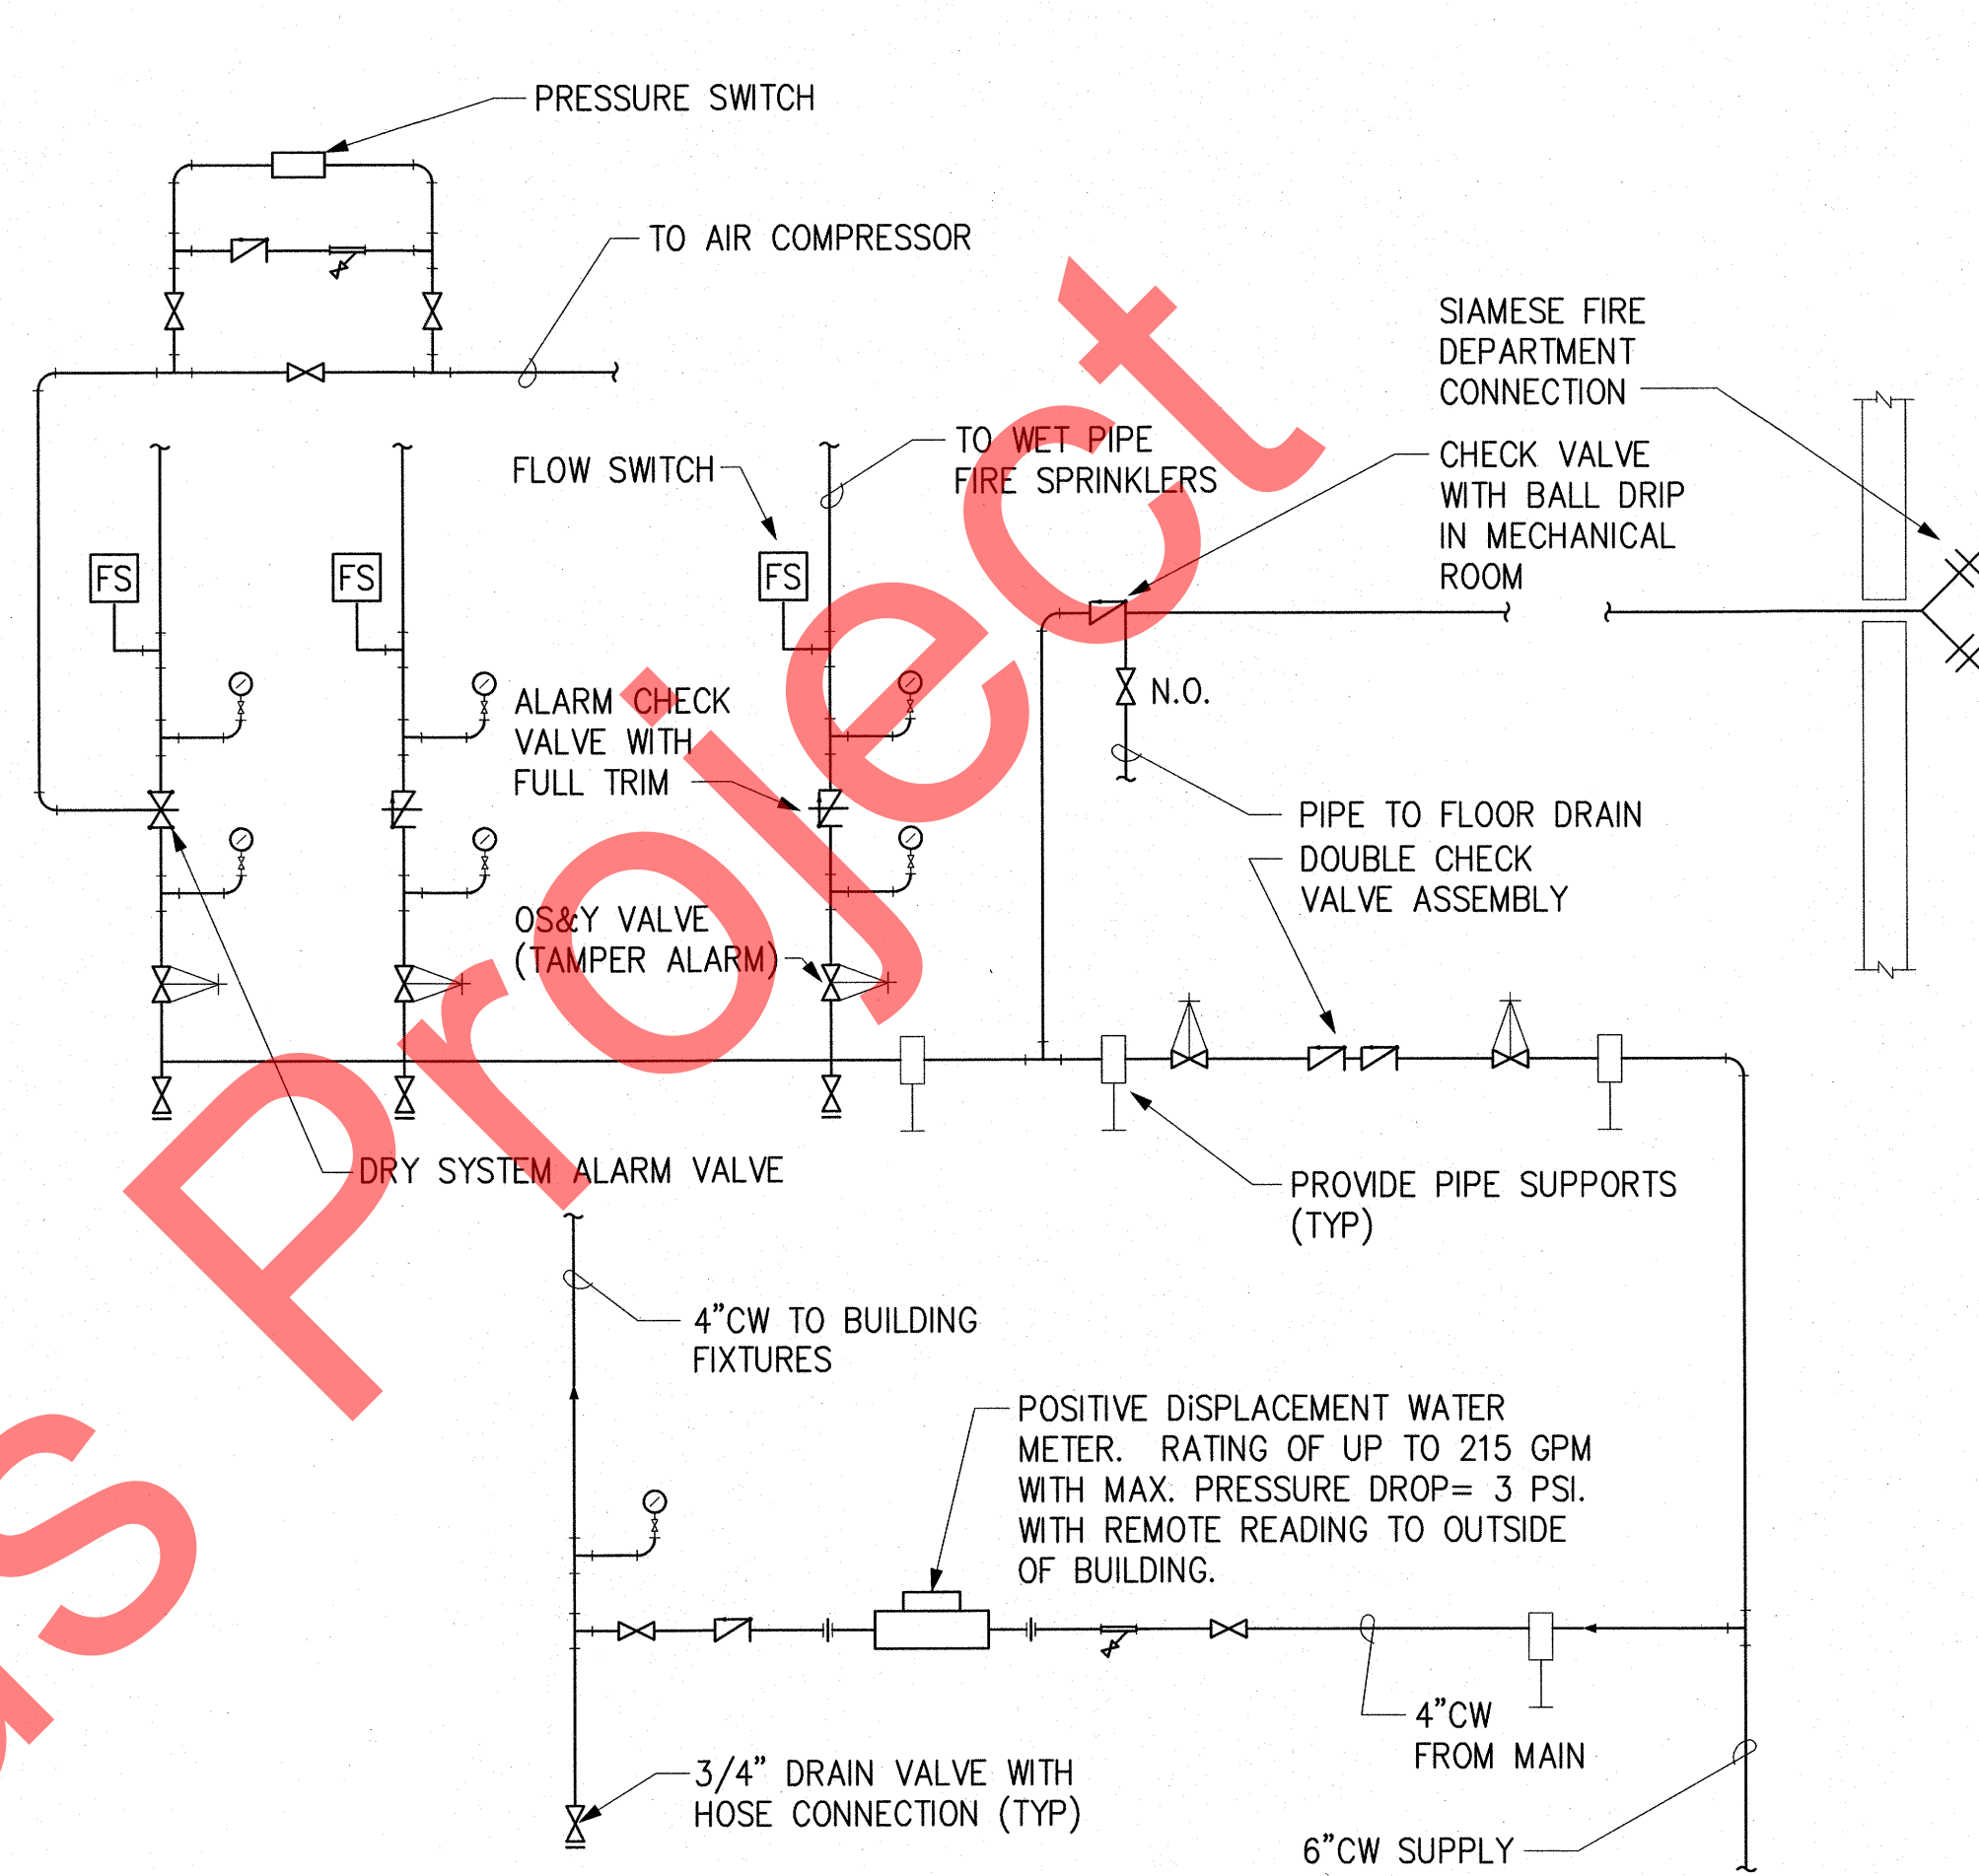 PRESSURE SWITCH
TO AIR COMPRESSOR
SIAMESE FIRE
DEPARTMENT
CONNECTION
TO WET PIPE
FIRE SPRINKLERS
FLOW SWITCH
CHECK VALVE
WITH BALL DRIP
IN MECHANICAL
ROOM
FS
FS
FS
ALARM CHECK
VALVE WITH
FULL TRIM
N.O.
PIPE TO FLOOR DRAIN
DOUBLE CHECK
VALVE ASSEMBLY
OS&Y VALVE
(TAMPER ALARM)
DRY SYSTEM ALARM VALVE
PROVIDE PIPE SUPPORTS
(TYP)
4"CW TO BUILDING
FIXTURES
POSITIVE DiSPLACEMENT WATER
METER. RATING OF UP TO 215 GPM
WITH MAX. PRESSURE DROP= 3 PSI.
WITH REMOTE READING TO OUTSIDE
OF BUILDING.
4"CW
FROM MAIN
3/4" DRAIN VALVE WITH
HOSE CONNECTION (TYP)
6"CW SUPPLY
Project